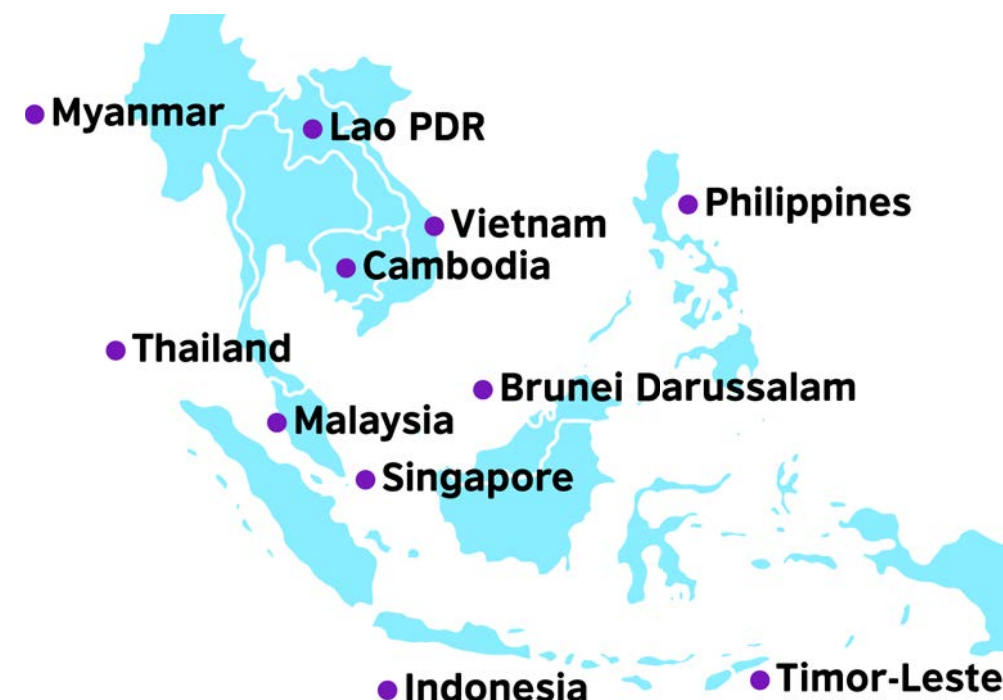 Myanmar
Lao PDR
Philippines
Vietnam
Cambodia
Thailand
Brunei Darussalam
Malaysia
Singapore
Timor-Leste
Indonesia